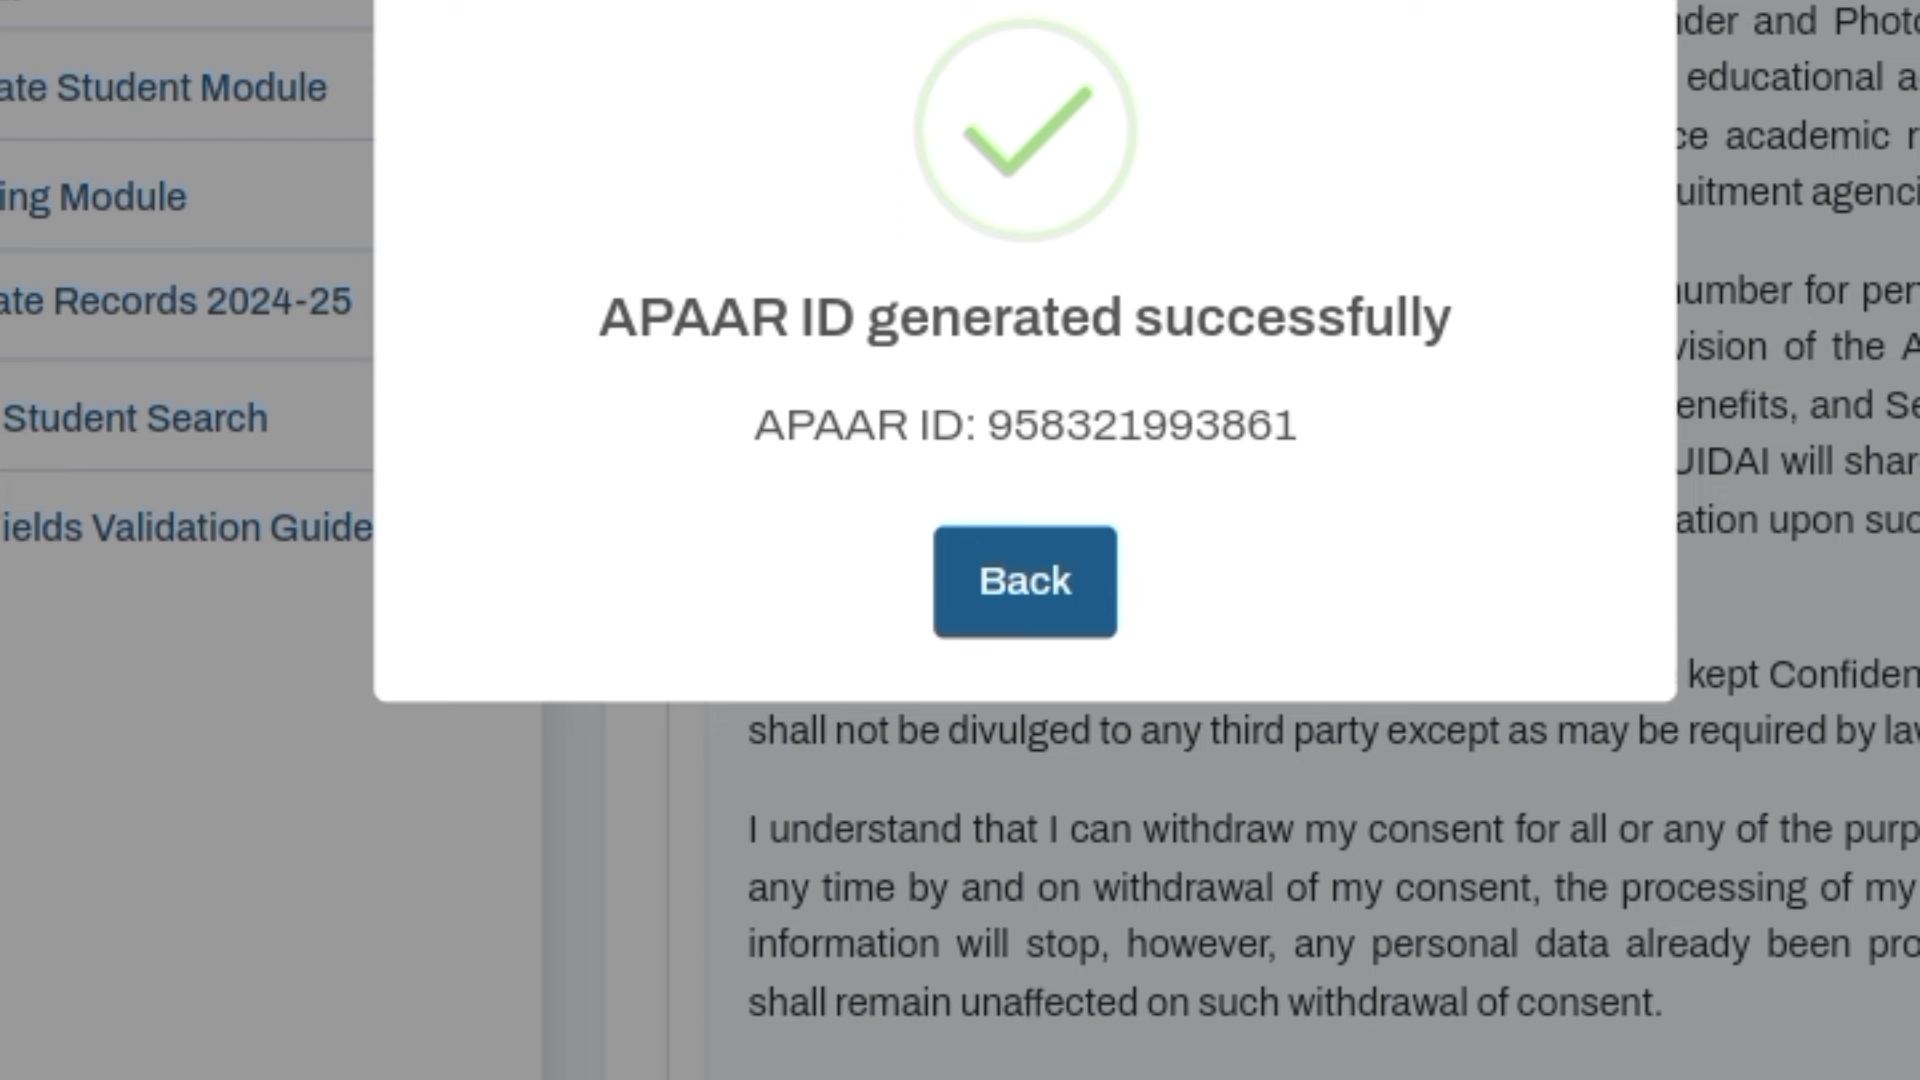 ate Student Module
ing Module
ate Records 2024-25
Student Search
ields Validation Guide
APAAR ID generated successfully
APAAR ID: 958321993861
Back
der and Photo
educational a
ce academic r
uitment agenci
number for per
vision of the A
enefits, and Se
UIDAI will shar
ation upon suc
kept Confiden
shall not be divulged to any third party except as may be required by law
I understand that I can withdraw my consent for all or any of the purp
any time by and on withdrawal of my consent, the processing of my
information will stop, however, any personal data already been pro
shall remain unaffected on such withdrawal of consent.